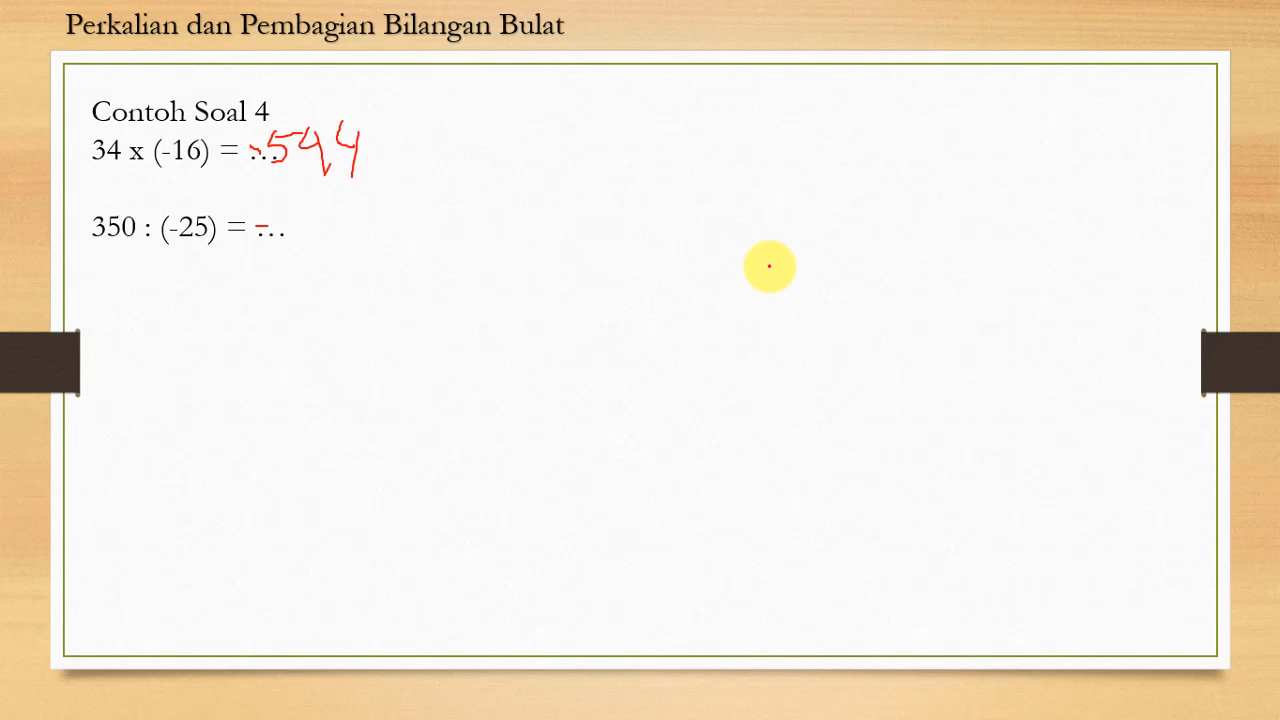 Perkalian dan Pembagian Bilangan Bulat
Contoh Soal 4
34 x (-16) = ... -544
350 : (-25) = -...